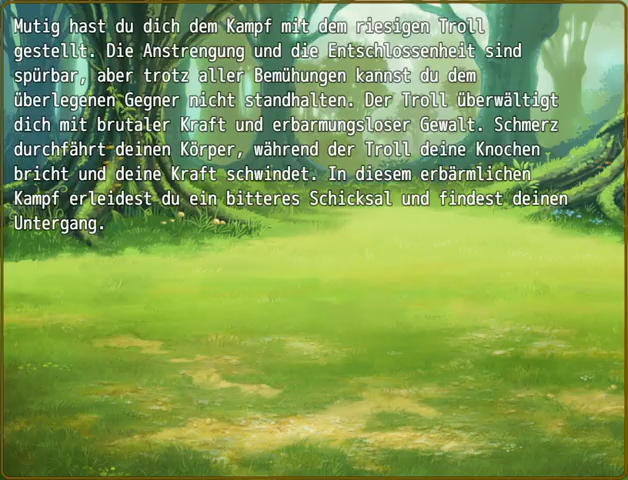 Mutig hast du dich dem Kampf mit dem riesigen Troll
gestellt. Die Anstrengung und die Entschlossenheit sind
spürbar, aber trotz aller Bemühungen kannst du dem
überlegenen Gegner nicht standhalten. Der Troll überwältigt
dich mit brutaler Kraft und erbarmungsloser Gewalt. Schmerz
durchfährt deinen Körper, während der Troll deine Knochen
bricht und deine Kraft schwindet. In diesem erbärmlichen
Kampf erleidest du ein bitteres Schicksal und findest deinen
Untergang.